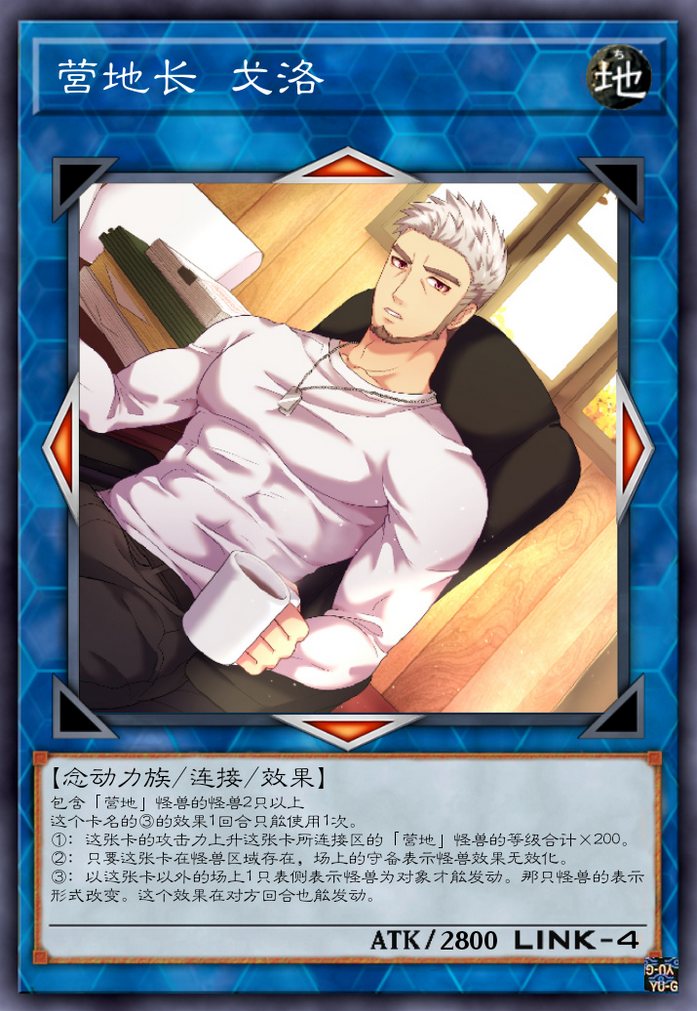 营地长 戈洛
ち
地
【念动力族/连接/效果】
包含「营地」怪兽的怪兽2只以上
这个卡名的③的效果1回合只能使用1次。
①：这张卡的攻击力上升这张卡所连接区的「营地」怪兽的等级合计×200。
②：只要这张卡在怪兽区域存在，场上的守备表示怪兽效果无效化。
③：以这张卡以外的场上1只表侧表示怪兽为对象才能发动。那只怪兽的表示
形式改变。这个效果在对方回合也能发动。
ATK/2800 LINK-4
YU-G
YU-G